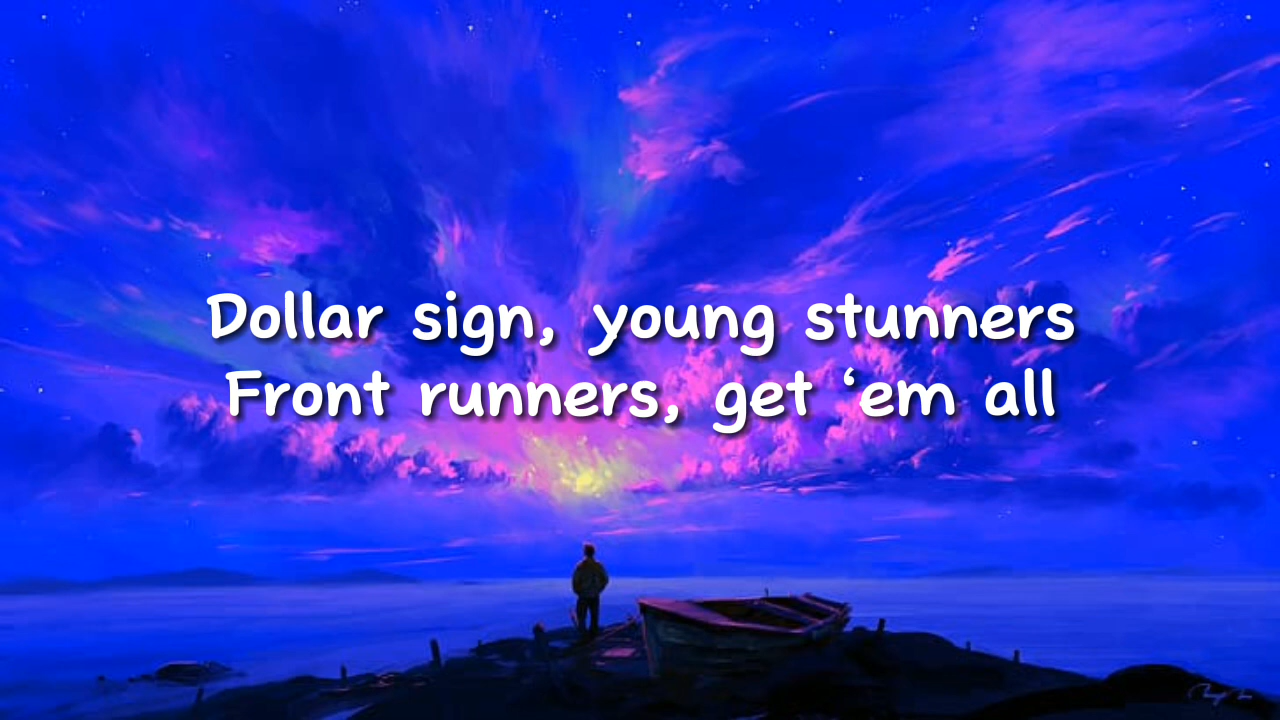 Dollar sign, young stunners
Front runners, get ‘em all